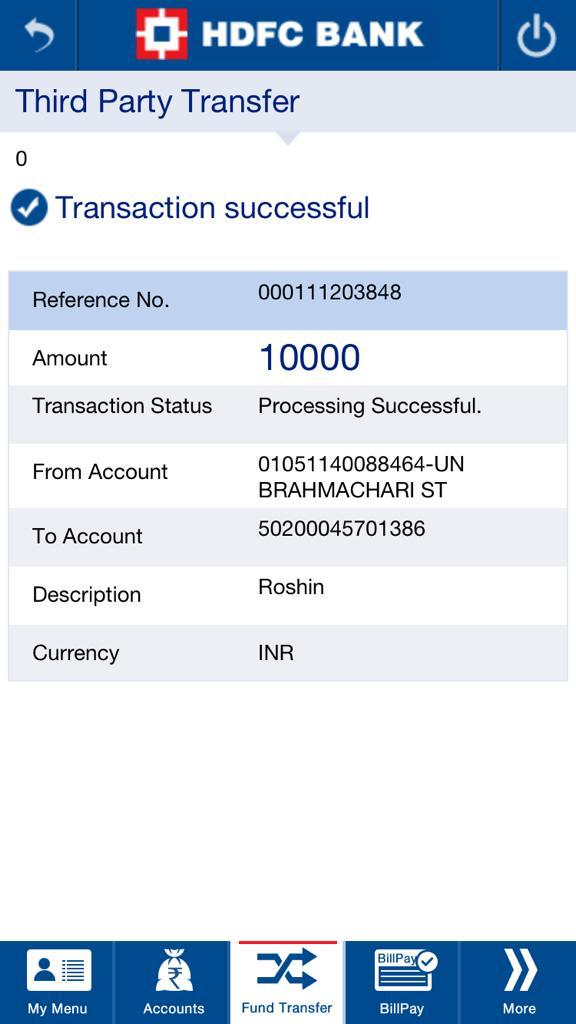 HDFC BANK
Third Party Transfer
0
Transaction successful
Reference No. 000111203848
Amount 10000
Transaction Status Processing Successful.
From Account 01051140088464-UN
BRAHMACHARI ST
To Account 50200045701386
Description Roshin
Currency INR
My Menu Accounts Fund Transfer BillPay BillPay More